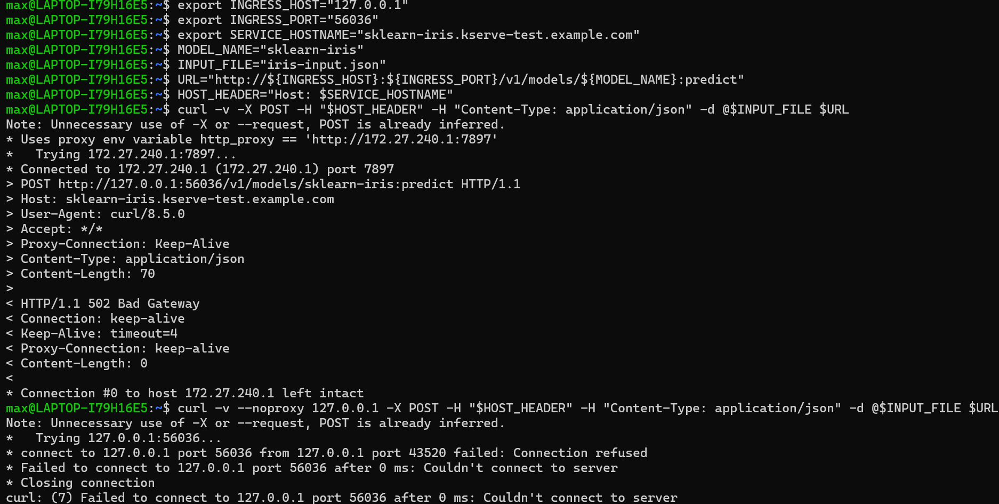 max@LAPTOP-I79H16E5:~$ export INGRESS_HOST="127.0.0.1"
max@LAPTOP-I79H16E5:~$ export INGRESS_PORT="56036"
max@LAPTOP-I79H16E5:~$ export SERVICE_HOSTNAME="sklearn-iris.kserve-test.example.com"
max@LAPTOP-I79H16E5:~$ MODEL_NAME="sklearn-iris"
max@LAPTOP-I79H16E5:~$ INPUT_FILE="iris-input.json"
max@LAPTOP-I79H16E5:~$ URL="http://${INGRESS_HOST}:${INGRESS_PORT}/v1/models/${MODEL_NAME}:predict"
max@LAPTOP-I79H16E5:~$ HOST_HEADER="Host: $SERVICE_HOSTNAME"
max@LAPTOP-I79H16E5:~$ curl -v -X POST -H "$HOST_HEADER" -H "Content-Type: application/json" -d @$INPUT_FILE $URL
Note: Unnecessary use of -X or --request, POST is already inferred.
* Uses proxy env variable http_proxy == 'http://172.27.240.1:7897'
*   Trying 172.27.240.1:7897...
* Connected to 172.27.240.1 (172.27.240.1) port 7897
> POST http://127.0.0.1:56036/v1/models/sklearn-iris:predict HTTP/1.1
> Host: sklearn-iris.kserve-test.example.com
> User-Agent: curl/8.5.0
> Accept: */*
> Proxy-Connection: Keep-Alive
> Content-Type: application/json
> Content-Length: 70
>
< HTTP/1.1 502 Bad Gateway
< Connection: keep-alive
< Keep-Alive: timeout=4
< Proxy-Connection: keep-alive
< Content-Length: 0
<
* Connection #0 to host 172.27.240.1 left intact
max@LAPTOP-I79H16E5:~$ curl -v --noproxy 127.0.0.1 -X POST -H "$HOST_HEADER" -H "Content-Type: application/json" -d @$INPUT_FILE $URL
Note: Unnecessary use of -X or --request, POST is already inferred.
*   Trying 127.0.0.1:56036...
* connect to 127.0.0.1 port 56036 from 127.0.0.1 port 43520 failed: Connection refused
* Failed to connect to 127.0.0.1 port 56036 after 0 ms: Couldn't connect to server
* Closing connection
curl: (7) Failed to connect to 127.0.0.1 port 56036 after 0 ms: Couldn't connect to server